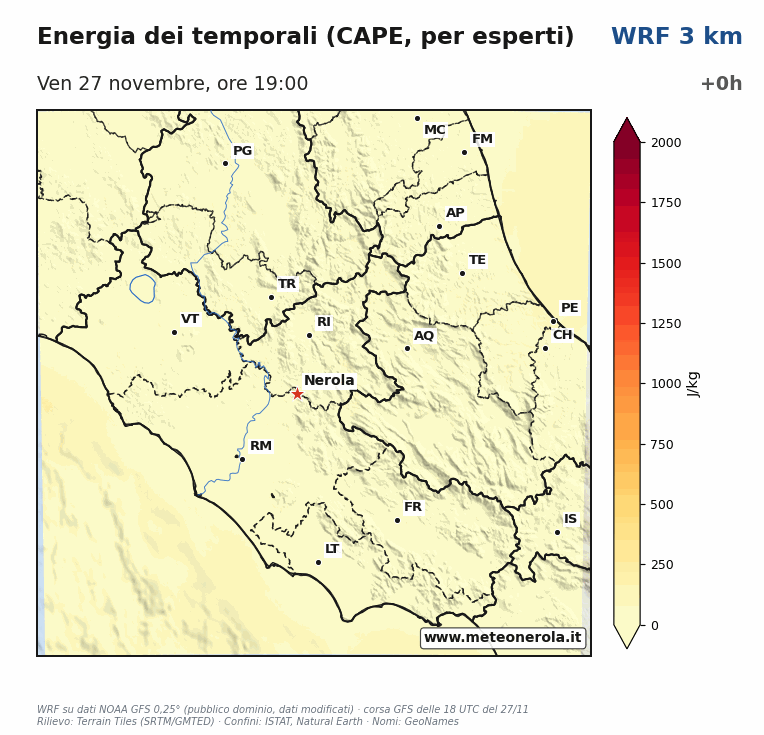 Energia dei temporali (CAPE, per esperti) WRF 3 km
Ven 27 novembre, ore 19:00 +0h
MC
FM
PG
AP
TE
TR
PE
VT
RI
AQ
CH
Nerola
RM
FR
IS
LT
www.meteonerola.it
2000
1750
1500
1250
1000
750
500
250
0
J/kg
WRF su dati NOAA GFS 0,25° (pubblico dominio, dati modificati) · corsa GFS delle 18 UTC del 27/11
Rilievo: Terrain Tiles (SRTM/GMTED) · Confini: ISTAT, Natural Earth · Nomi: GeoNames